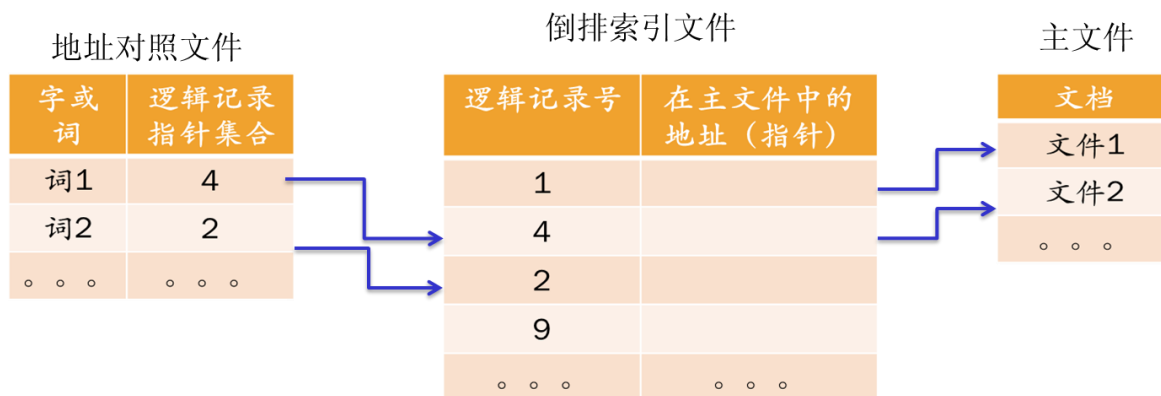 地址对照文件
倒排索引文件
主文件
字或
词
逻辑记录
指针集合
词1
4
词2
2
。。。
。。。
逻辑记录号
在主文件中的
地址（指针）
1
4
2
9
。。。
。。。
文档
文件1
文件2
。。。